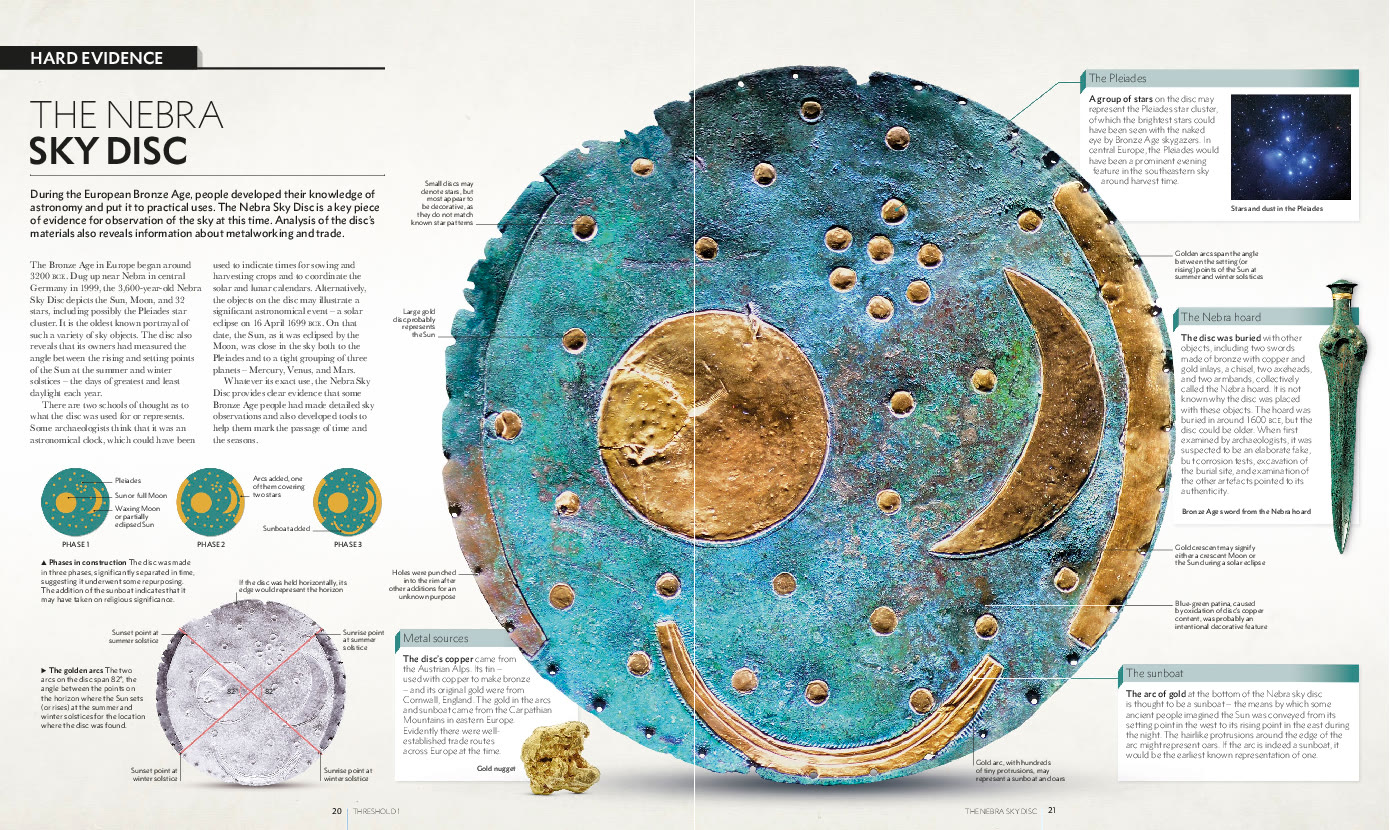 HARD EVIDENCE
THE NEBRA
SKY DISC
During the European Bronze Age, people developed their knowledge of
astronomy and put it to practical uses. The Nebra Sky Disc is a key piece
of evidence for observation of the sky at this time. Analysis of the disc's
materials also reveals information about metalworking and trade.
The Bronze Age in Europe began around
3200 BCE. Dug up near Nebra in central
Germany in 1999, the 3,600-year-old Nebra
Sky Disc depicts the Sun, Moon, and 32
stars, including possibly the Pleiades star
cluster. It is the oldest known portrayal of
such a variety of sky objects. The disc also
reveals that its owners had measured the
angle between the rising and setting points
of the Sun at the summer and winter
solstices – the days of greatest and least
daylight each year.
There are two schools of thought as to
what the disc was used for or represents.
Some archaeologists think that it was an
astronomical clock, which could have been
used to indicate times for sowing and
harvesting crops and to coordinate the
solar and lunar calendars. Alternatively,
the objects on the disc may illustrate a
significant astronomical event – a solar
eclipse on 16 April 1699 BCE. On that
date, the Sun, as it was eclipsed by the
Moon, was close in the sky both to the
Pleiades and to a tight grouping of three
planets – Mercury, Venus, and Mars.
Whatever its exact use, the Nebra Sky
Disc provides clear evidence that some
Bronze Age people had made detailed sky
observations and also developed tools to
help them mark the passage of time and
the seasons.
Pleiades
Sun or full Moon
Waxing Moon
or partially
eclipsed Sun
PHASE 1
Arcs added, one
of them covering
two stars
PHASE 2
Sunboat added
PHASE 3
▲ Phases in construction The disc was made
in three phases, significantly separated in time,
suggesting it underwent some repurposing.
The addition of the sunboat indicates that it
may have taken on religious significance.
If the disc was held horizontally, its
edge would represent the horizon
Sunset point at
summer solstice
Sunrise point
at summer
solstice
► The golden arcs The two
arcs on the disc span 82°, the
angle between the points on
the horizon where the Sun sets
(or rises) at the summer and
winter solstices for the location
where the disc was found.
82°
82°
Sunset point at
winter solstice
Sunrise point at
winter solstice
Small discs may
denote stars, but
most appear to
be decorative, as
they do not match
known star patterns
Large gold
disc probably
represents
the Sun
Holes were punched
into the rim after
other additions for an
unknown purpose
Metal sources
The disc's copper came from
the Austrian Alps. Its tin –
used with copper to make bronze
– and its original gold were from
Cornwall, England. The gold in the arcs
and sunboat came from the Carpathian
Mountains in eastern Europe.
Evidently there were well-
established trade routes
across Europe at the time.
Gold nugget
20
THRESHOLD 1
The Pleiades
A group of stars on the disc may
represent the Pleiades star cluster,
of which the brightest stars could
have been seen with the naked
eye by Bronze Age skygazers. In
central Europe, the Pleiades would
have been a prominent evening
feature in the southeastern sky
around harvest time.
Stars and dust in the Pleiades
Golden arcs span the angle
between the setting (or
rising) points of the Sun at
summer and winter solstices
The Nebra hoard
The disc was buried with other
objects, including two swords
made of bronze with copper and
gold inlays, a chisel, two axeheads,
and two armbands, collectively
called the Nebra hoard. It is not
known why the disc was placed
with these objects. The hoard was
buried in around 1600 BCE, but the
disc could be older. When first
examined by archaeologists, it was
suspected to be an elaborate fake,
but corrosion tests, excavation of
the burial site, and examination of
the other artefacts pointed to its
authenticity.
Bronze Age sword from the Nebra hoard
Gold crescent may signify
either a crescent Moon or
the Sun during a solar eclipse
Blue-green patina, caused
by oxidation of disc's copper
content, was probably an
intentional decorative feature
The sunboat
The arc of gold at the bottom of the Nebra sky disc
is thought to be a sunboat – the means by which some
ancient people imagined the Sun was conveyed from its
setting point in the west to its rising point in the east during
the night. The hairlike protrusions around the edge of the
arc might represent oars. If the arc is indeed a sunboat, it
would be the earliest known representation of one.
Gold arc, with hundreds
of tiny protrusions, may
represent a sunboat and oars
THE NEBRA SKY DISC
21